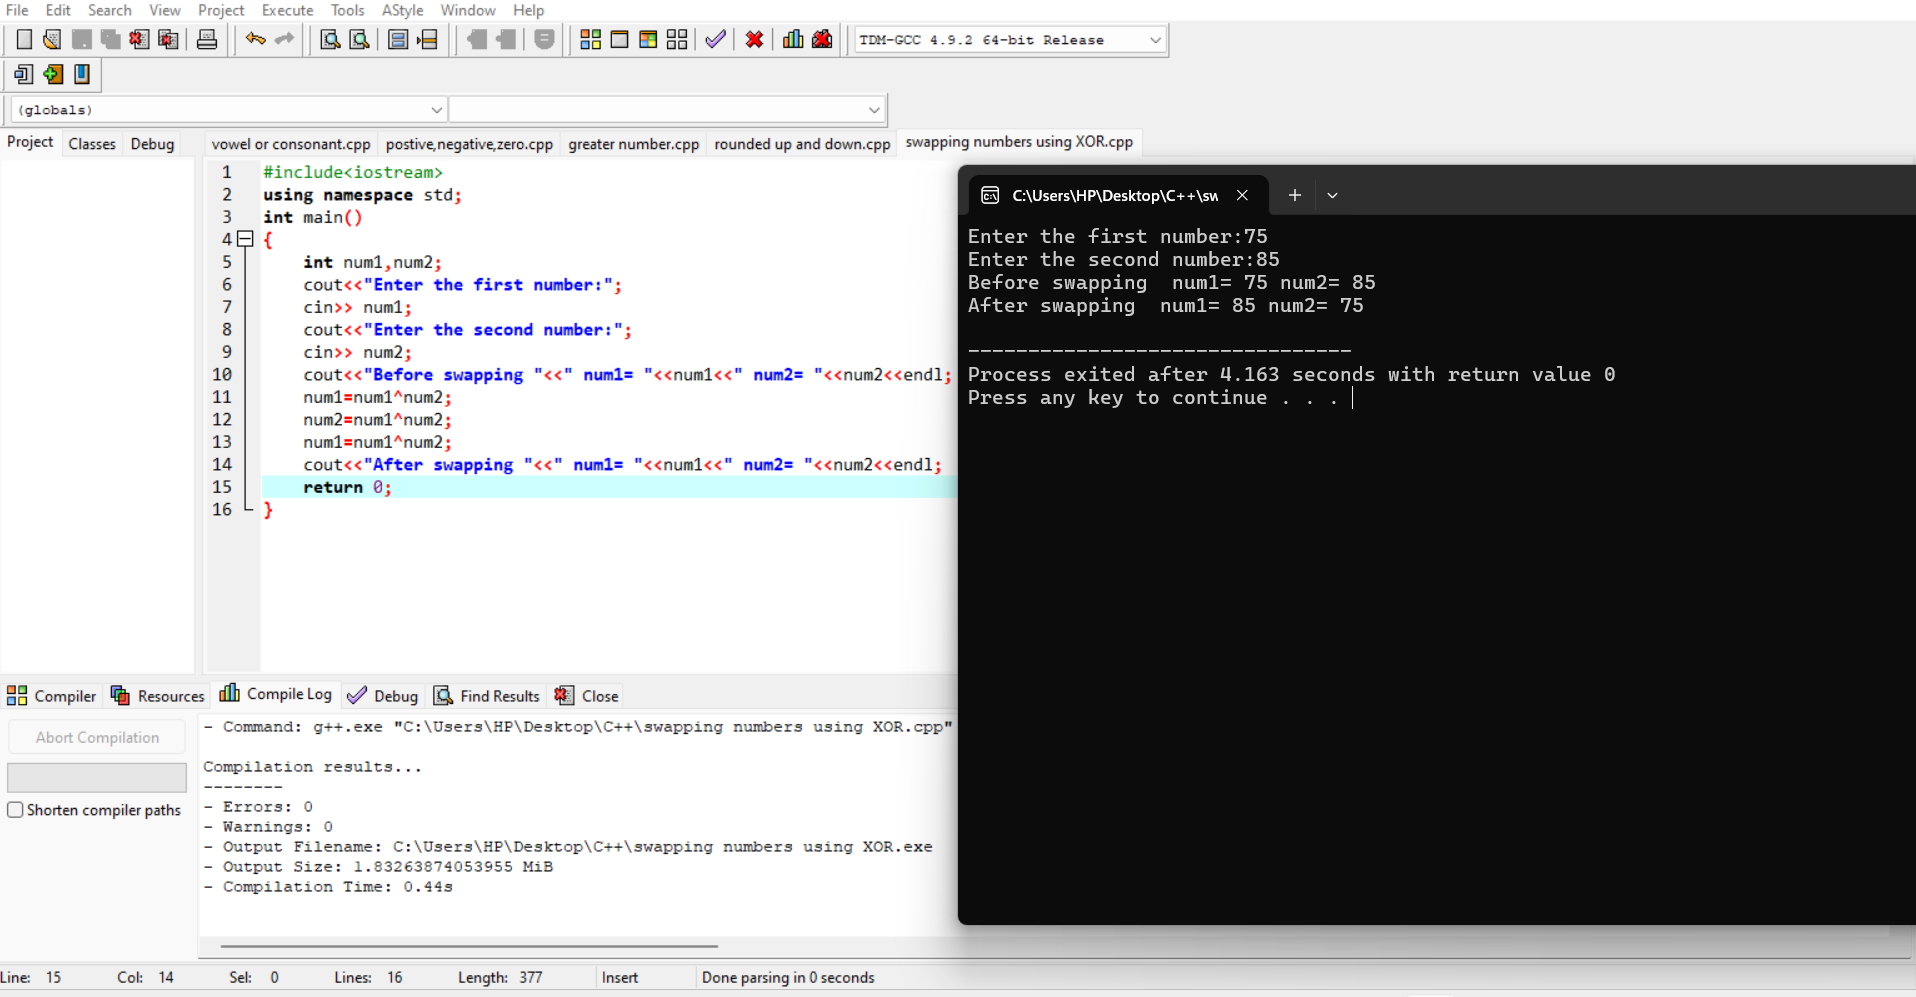 File Edit Search View Project Execute Tools AStyle Window Help
TDM-GCC 4.9.2 64-bit Release
(globals)
Project Classes Debug
vowel or consonant.cpp postive,negative,zero.cpp greater number.cpp rounded up and down.cpp swapping numbers using XOR.cpp
1 #include<iostream>
2 using namespace std;
3 int main()
4 {
5 int num1,num2;
6 cout<<"Enter the first number:";
7 cin>> num1;
8 cout<<"Enter the second number:";
9 cin>> num2;
10 cout<<"Before swapping "<<" num1= "<<num1<<" num2= "<<num2<<endl;
11 num1=num1^num2;
12 num2=num1^num2;
13 num1=num1^num2;
14 cout<<"After swapping "<<" num1= "<<num1<<" num2= "<<num2<<endl;
15 return 0;
16 }
C:\Users\HP\Desktop\C++\sw
Enter the first number:75
Enter the second number:85
Before swapping  num1= 75 num2= 85
After swapping  num1= 85 num2= 75
--------------------------------
Process exited after 4.163 seconds with return value 0
Press any key to continue . . .
Compiler Resources Compile Log Debug Find Results Close
Abort Compilation
Shorten compiler paths
- Command: g++.exe "C:\Users\HP\Desktop\C++\swapping numbers using XOR.cpp"
Compilation results...
--------
- Errors: 0
- Warnings: 0
- Output Filename: C:\Users\HP\Desktop\C++\swapping numbers using XOR.exe
- Output Size: 1.83263874053955 MiB
- Compilation Time: 0.44s
Line: 15 Col: 14 Sel: 0 Lines: 16 Length: 377 Insert Done parsing in 0 seconds